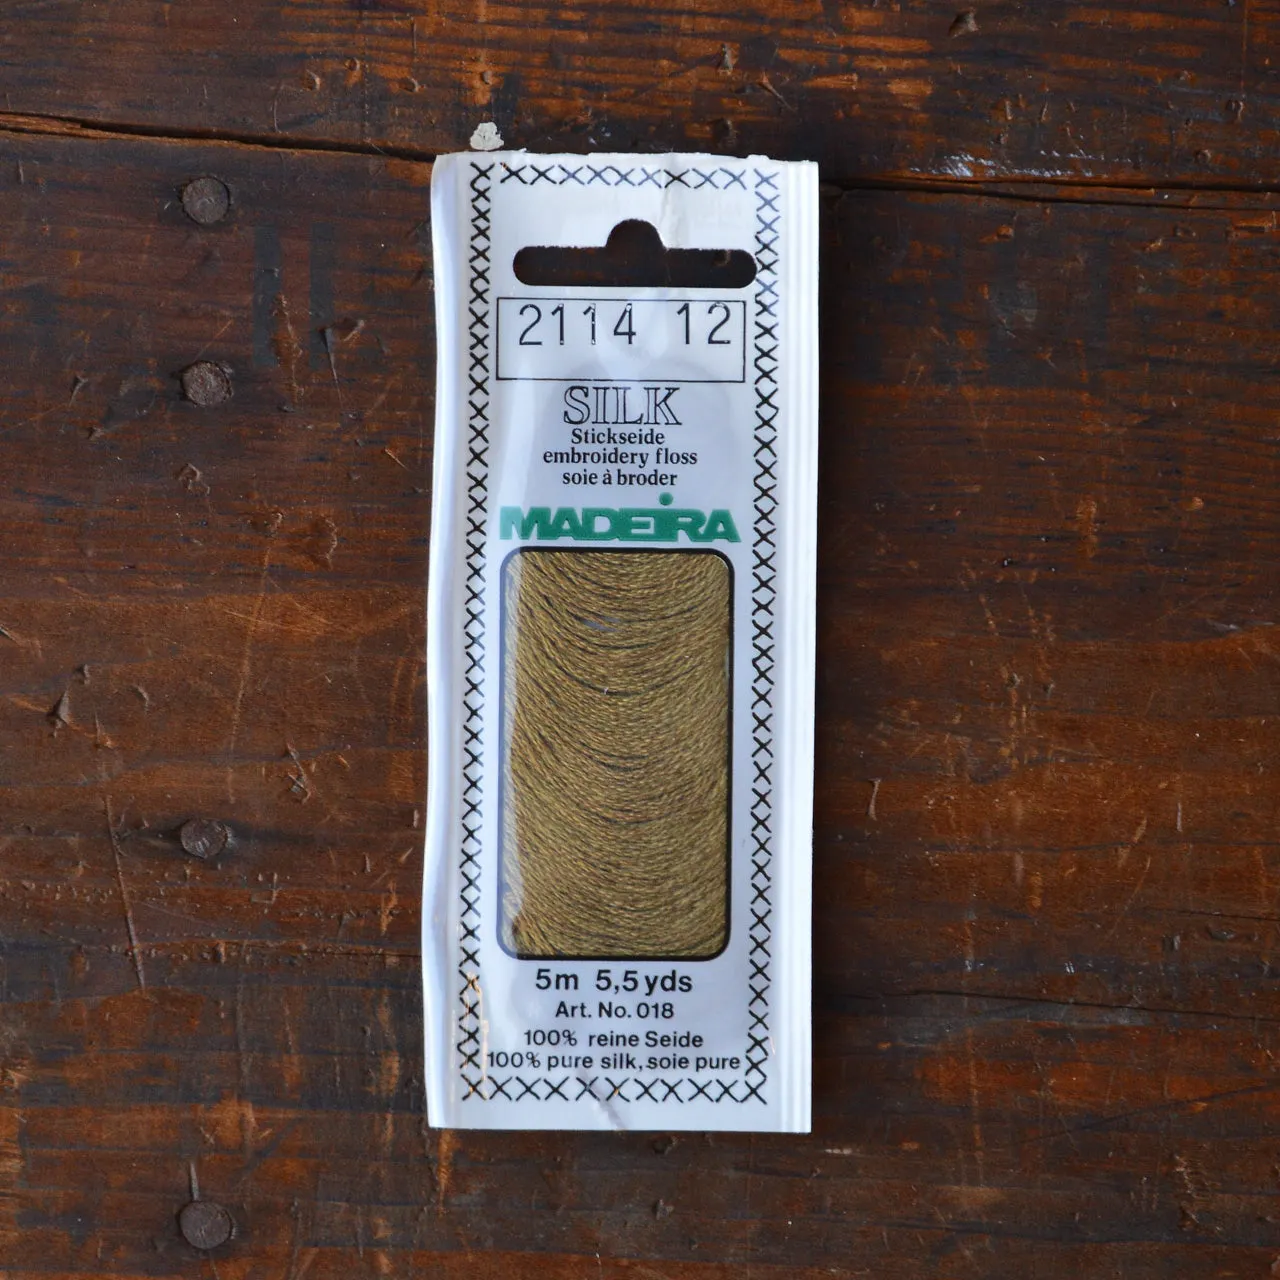 2114 12
SILK
Stickseide
embroidery floss
soie à broder
MADEIRA
5m 5,5 yds
Art. No. 018
100% reine Seide
100% pure silk, soie pure